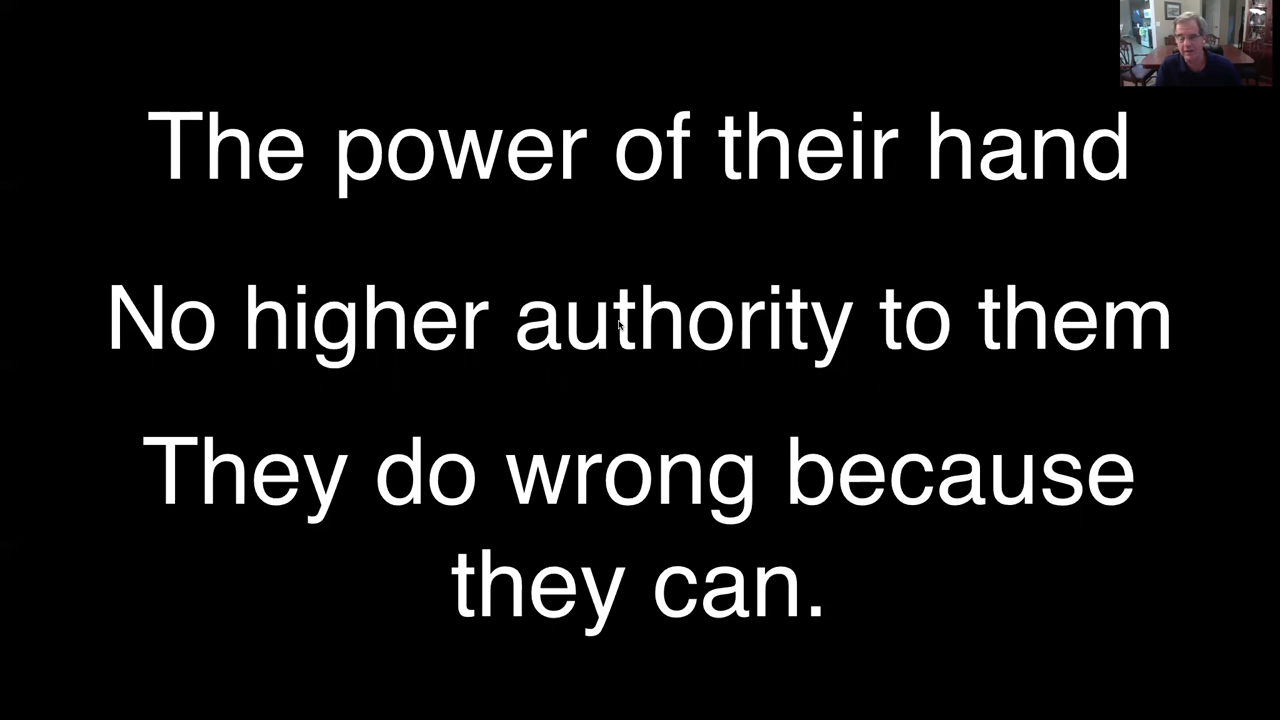 The power of their hand
No higher authority to them
They do wrong because
they can.